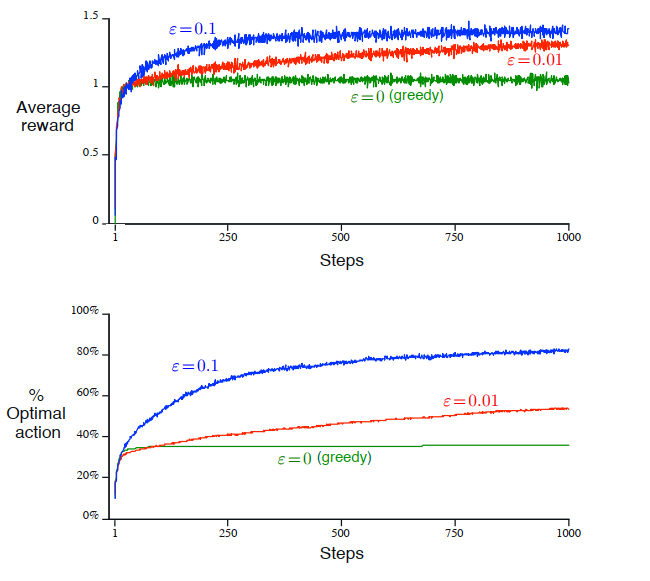 1.5
ε=0.1
ε=0.01
1
Average
reward
ε=0 (greedy)
0.5
0
1
250
500
750
1000
Steps
100%
80%
ε=0.1
%
Optimal
action
60%
ε=0.01
40%
ε=0 (greedy)
20%
0%
1
250
500
750
1000
Steps